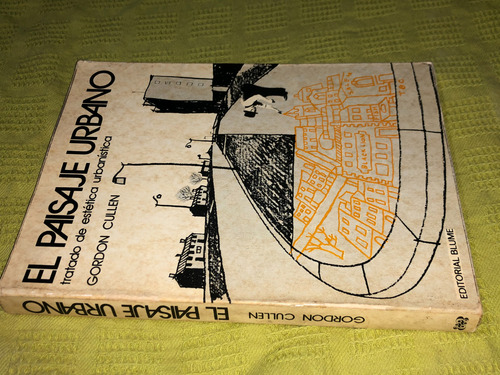 EL PAISAJE URBANO
tratado de estética urbanística
GORDON CULLEN
EDITORIAL BLUME
EL PAISAJE URBANO
GORDON CULLEN